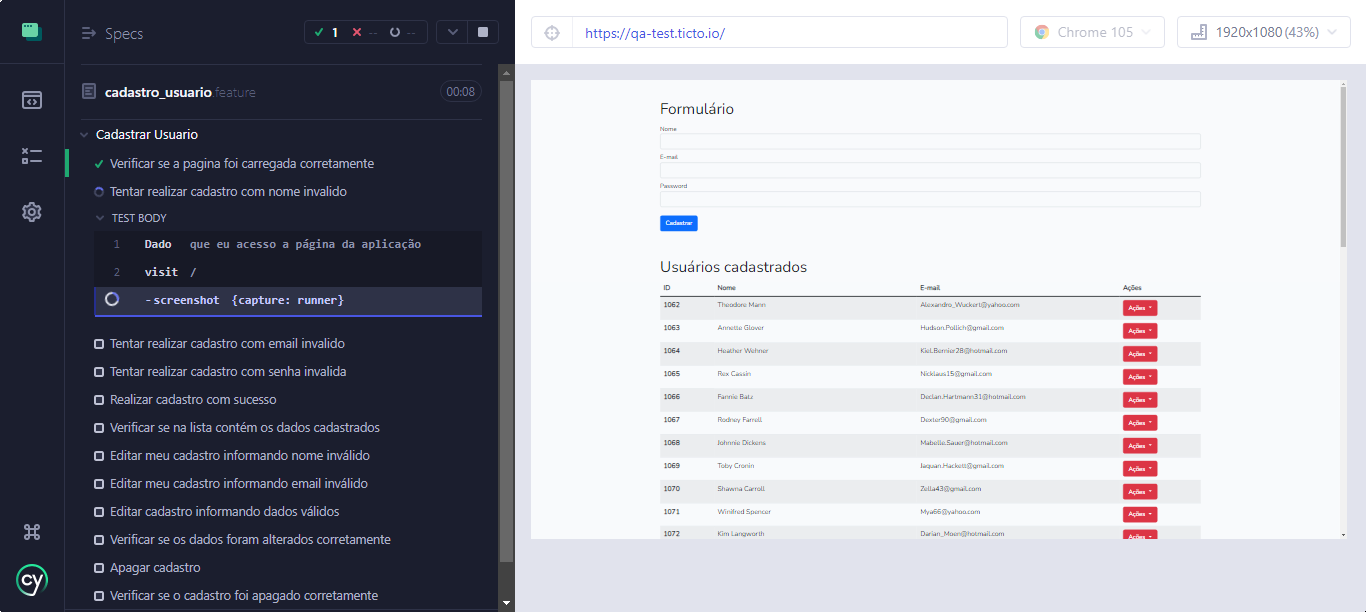 Specs
1 -- --
cadastro_usuario.feature 00:08
Cadastrar Usuario
Verificar se a pagina foi carregada corretamente
Tentar realizar cadastro com nome invalido
TEST BODY
1 Dado que eu acesso a página da aplicação
2 visit /
-screenshot {capture: runner}
Tentar realizar cadastro com email invalido
Tentar realizar cadastro com senha invalida
Realizar cadastro com sucesso
Verificar se na lista contém os dados cadastrados
Editar meu cadastro informando nome inválido
Editar meu cadastro informando email inválido
Editar cadastro informando dados válidos
Verificar se os dados foram alterados corretamente
Apagar cadastro
Verificar se o cadastro foi apagado corretamente
cy
https://qa-test.ticto.io/
Chrome 105
1920x1080 (43%)
Formulário
Nome
E-mail
Password
Cadastrar
Usuários cadastrados
ID Nome E-mail Ações
1062 Theodore Mann Alexandro_Wuckert@yahoo.com Ações
1063 Annette Glover Hudson.Pollich@gmail.com Ações
1064 Heather Wehner Kiel.Bernier28@hotmail.com Ações
1065 Rex Cassin Nicklaus15@gmail.com Ações
1066 Fannie Batz Declan.Hartmann31@hotmail.com Ações
1067 Rodney Farrell Dexter90@gmail.com Ações
1068 Johnnie Dickens Mabelle.Sauer@hotmail.com Ações
1069 Toby Cronin Jaquan.Hackett@gmail.com Ações
1070 Shawna Carroll Zella43@gmail.com Ações
1071 Winifred Spencer Mya66@yahoo.com Ações
1072 Kim Langworth Darian_Moen@hotmail.com Ações